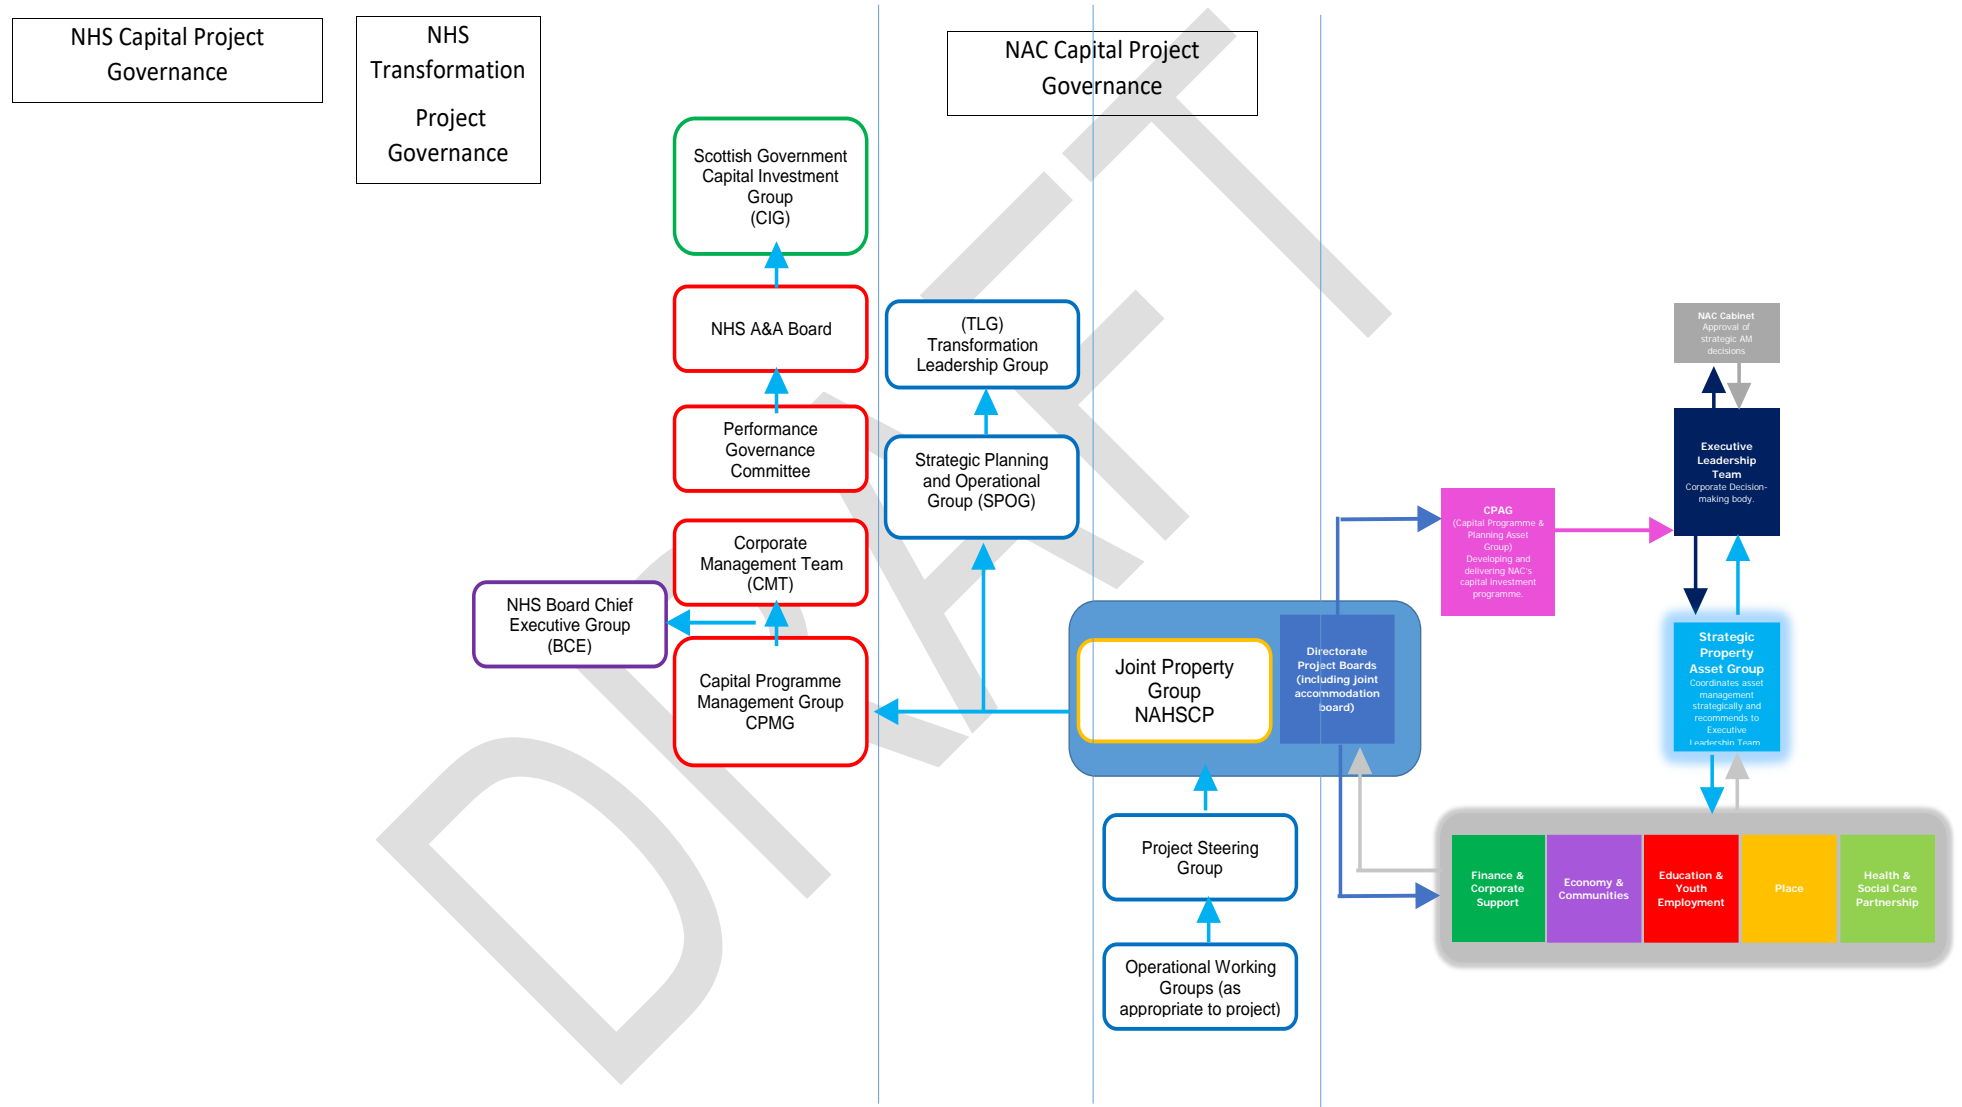 NHS Capital Project
Governance
NHS
Transformation
Project
Governance
NAC Capital Project
Governance
DRAFT
Scottish Government
Capital Investment
Group
(CIG)
NHS A&A Board
Performance
Governance
Committee
Corporate
Management Team
(CMT)
NHS Board Chief
Executive Group
(BCE)
Capital Programme
Management Group
CPMG
(TLG)
Transformation
Leadership Group
Strategic Planning
and Operational
Group (SPOG)
Joint Property
Group
NAHSCP
Directorate
Project Boards
(including joint
accommodation
board)
Project Steering
Group
Operational Working
Groups (as
appropriate to project)
CPAG
(Capital Programme &
Planning Asset
Group)
Developing and
delivering NAC's
capital investment
programme.
NAC Cabinet
Approval of
strategic AM
decisions
Executive
Leadership
Team
Corporate Decision-
making body.
Strategic
Property
Asset Group
Coordinates asset
management
strategically and
recommends to
Executive
Leadership Team
Finance &
Corporate
Support
Economy &
Communities
Education &
Youth
Employment
Place
Health &
Social Care
Partnership